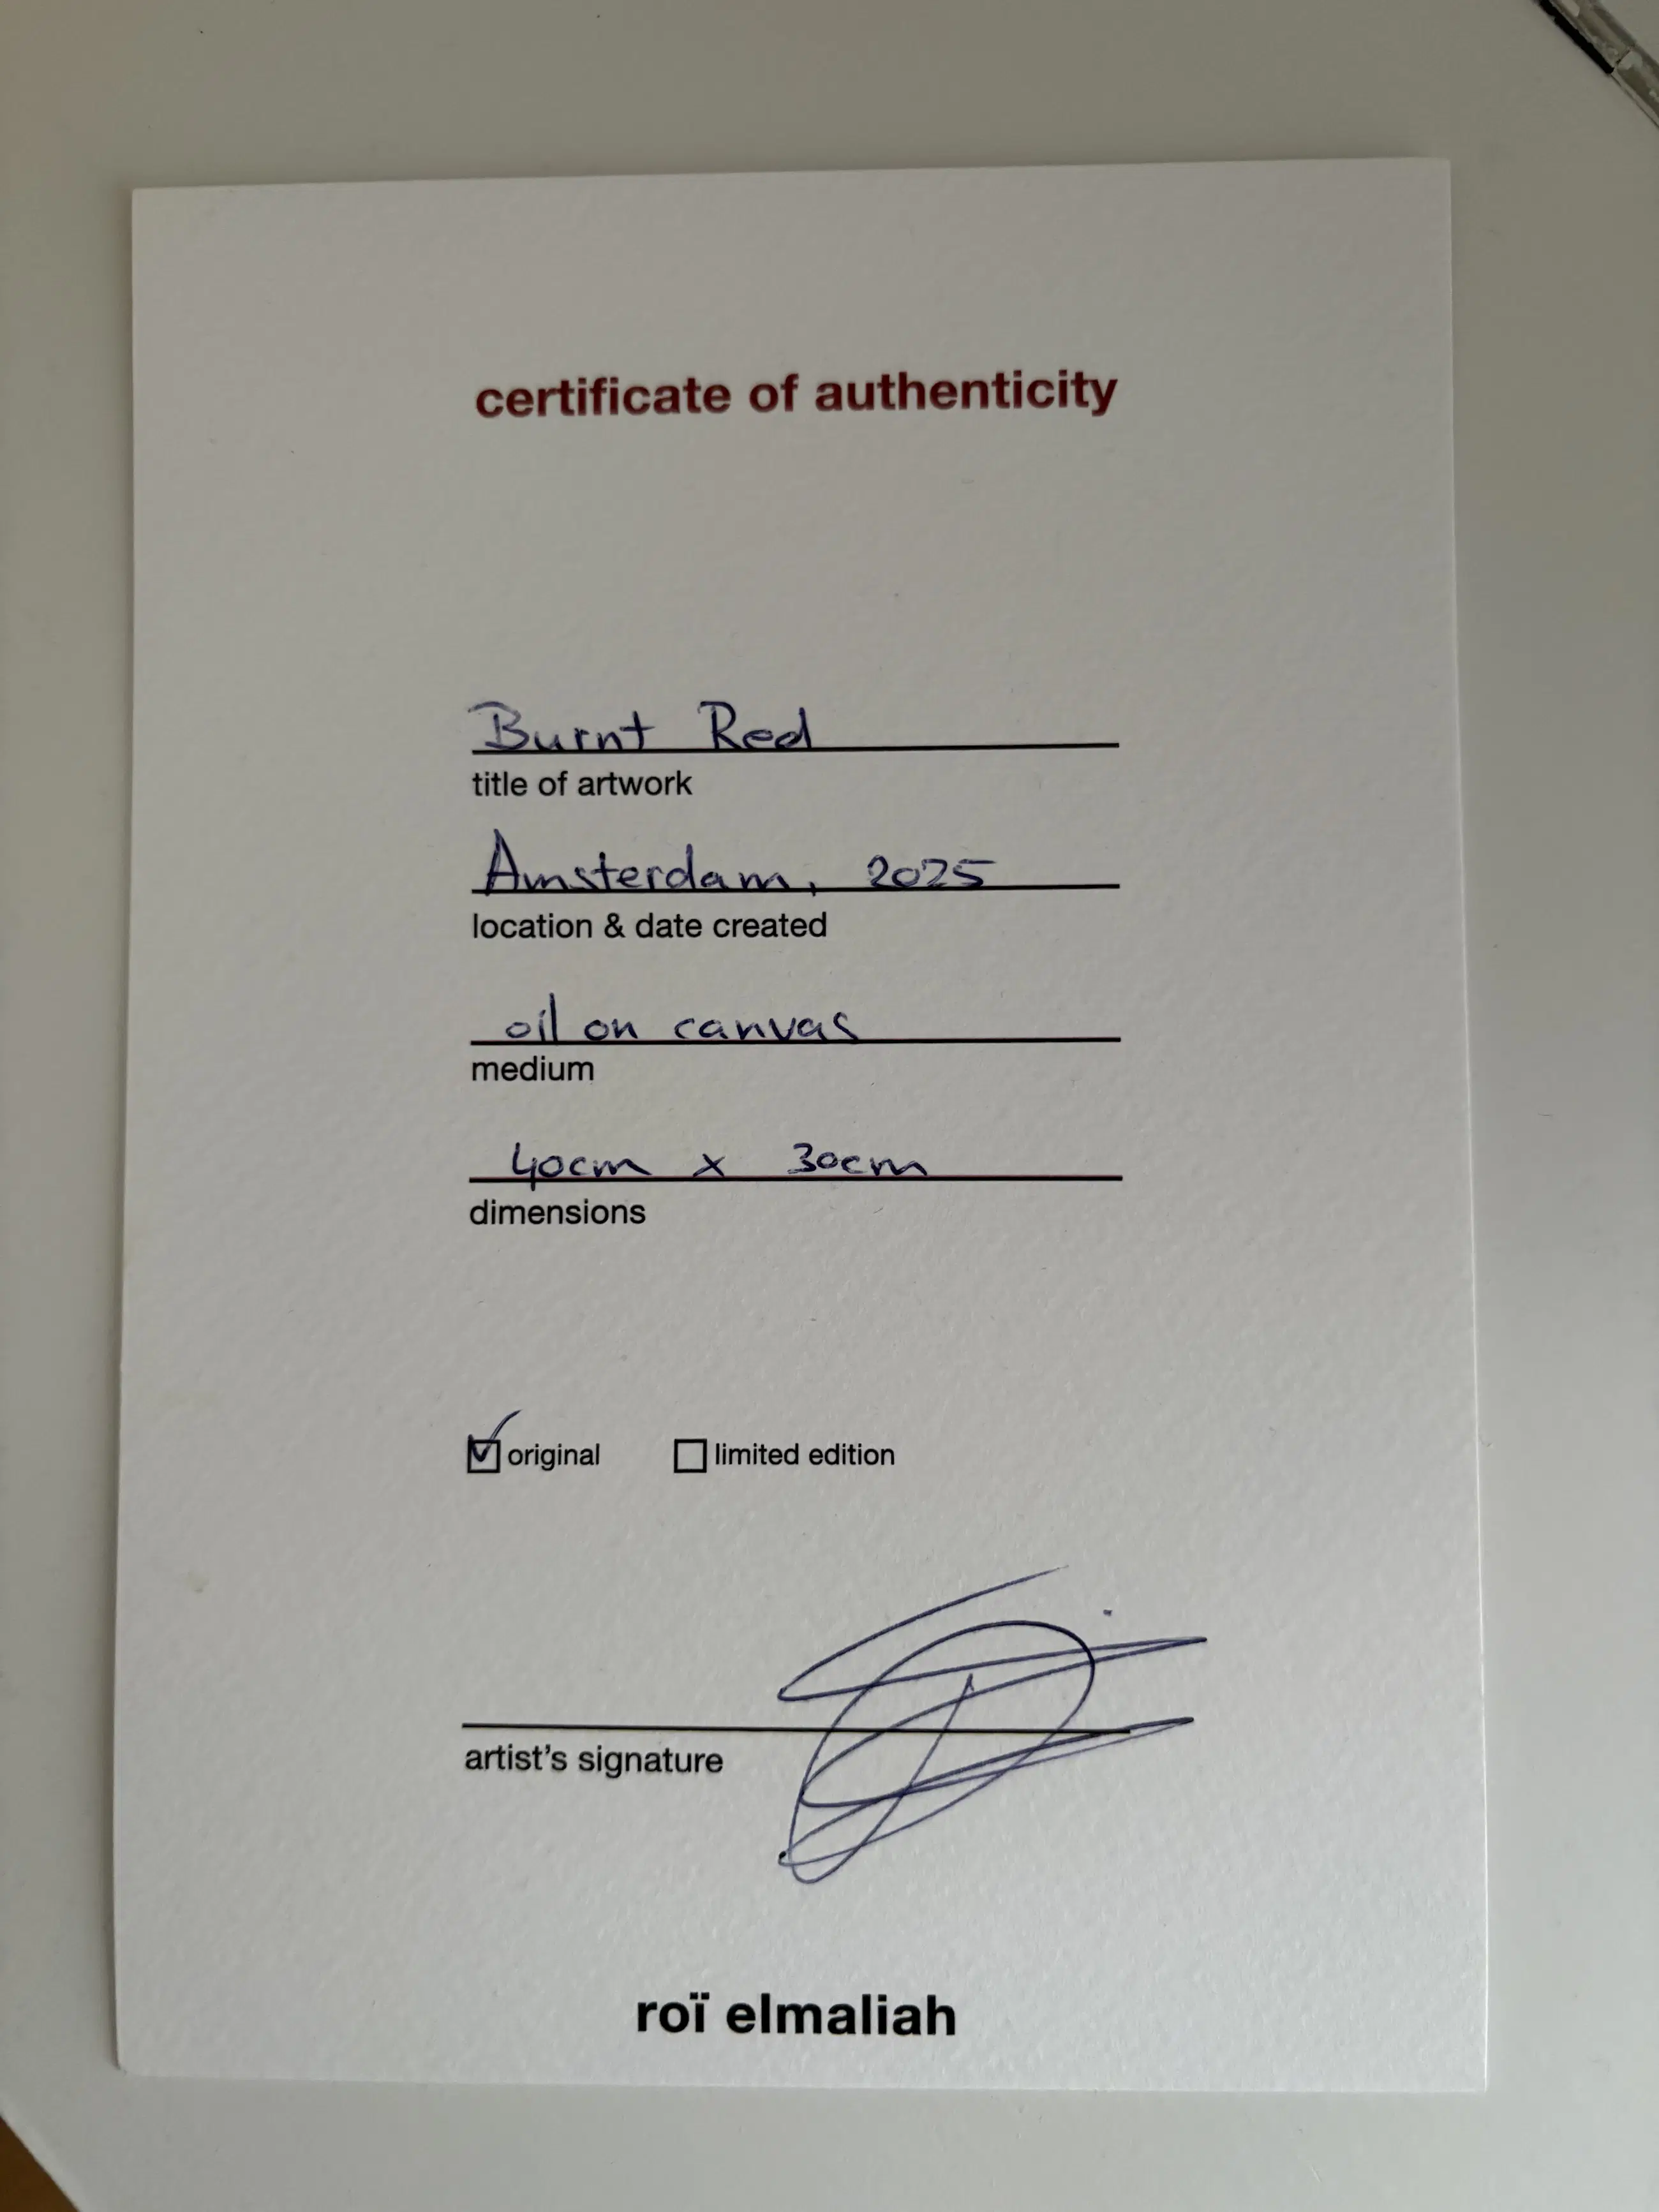 certificate of authenticity
Burnt Red
title of artwork
Amsterdam, 2025
location & date created
oil on canvas
medium
40cm x 30cm
dimensions
original limited edition
artist's signature
roï elmaliah